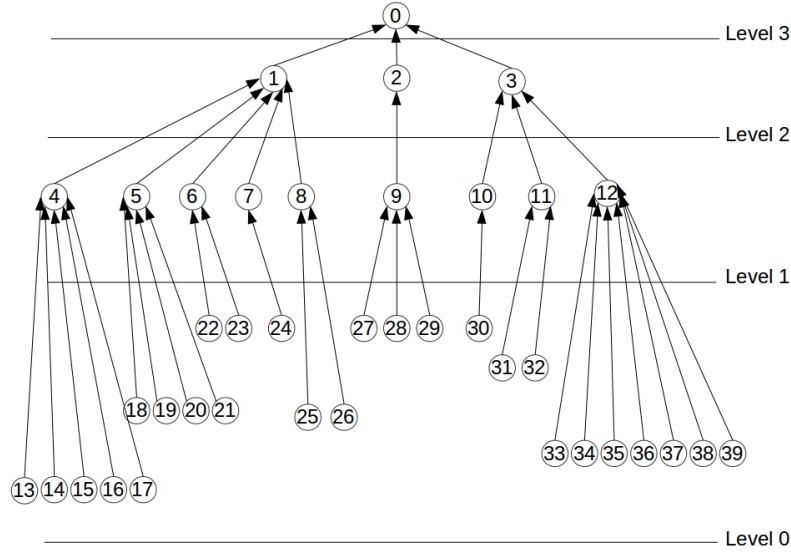 0
Level 3
1 2 3
Level 2
4 5 6 7 8 9 10 11 12
Level 1
22 23 24 27 28 29 30
31 32
18 19 20 21 25 26
33 34 35 36 37 38 39
13 14 15 16 17
Level 0